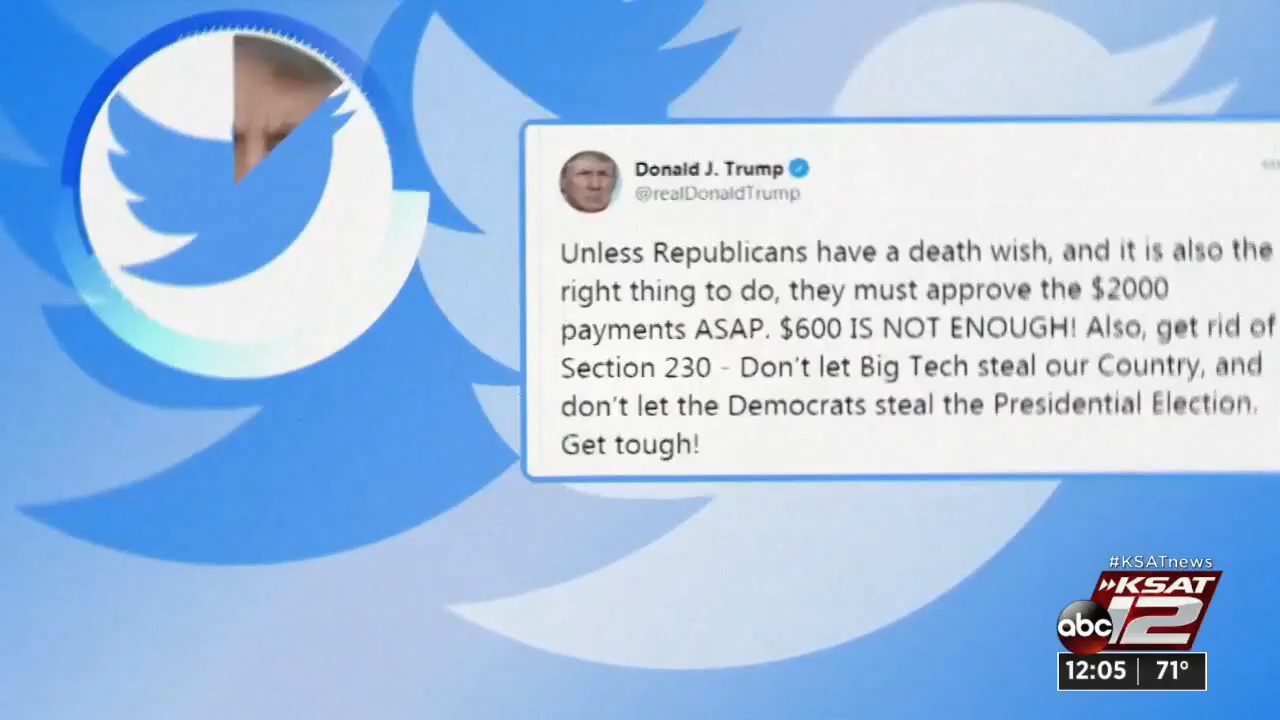 Donald J. Trump
@realDonaldTrump
Unless Republicans have a death wish, and it is also the
right thing to do, they must approve the $2000
payments ASAP. $600 IS NOT ENOUGH! Also, get rid of
Section 230 - Don't let Big Tech steal our Country, and
don't let the Democrats steal the Presidential Election.
Get tough!
#KSATnews
KSAT
abc 12
12:05 71°